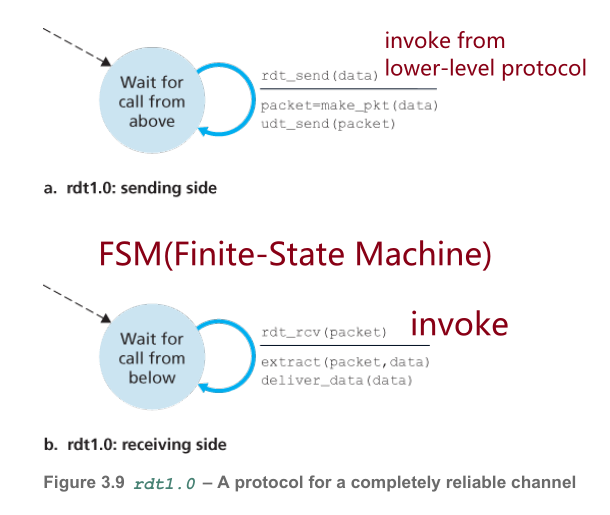 invoke from
lower-level protocol
Wait for
call from
above
rdt_send(data)
packet=make_pkt(data)
udt_send(packet)
a. rdt1.0: sending side
FSM(Finite-State Machine)
Wait for
call from
below
rdt_rcv(packet)
invoke
extract(packet,data)
deliver_data(data)
b. rdt1.0: receiving side
Figure 3.9 rdt1.0 – A protocol for a completely reliable channel